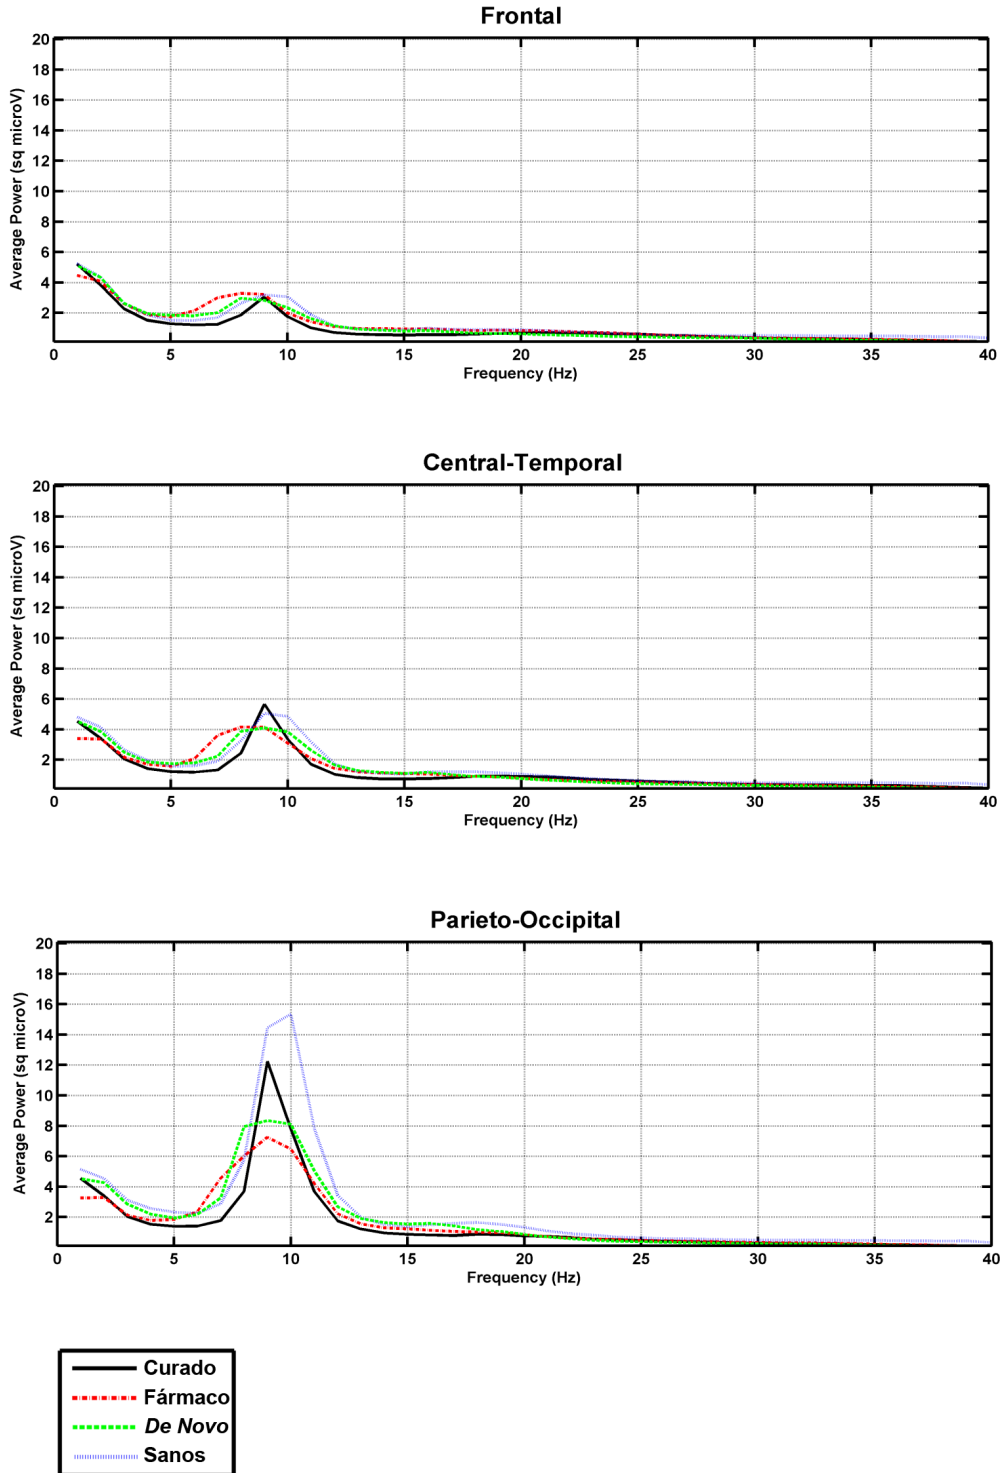 Frontal
20
18
16
14
12
10
8
6
4
2
Average Power (sq microV)
0 5 10 15 20 25 30 35 40
Frequency (Hz)
Central-Temporal
20
18
16
14
12
10
8
6
4
2
Average Power (sq microV)
0 5 10 15 20 25 30 35 40
Frequency (Hz)
Parieto-Occipital
20
18
16
14
12
10
8
6
4
2
Average Power (sq microV)
0 5 10 15 20 25 30 35 40
Frequency (Hz)
Curado
Fármaco
De Novo
Sanos